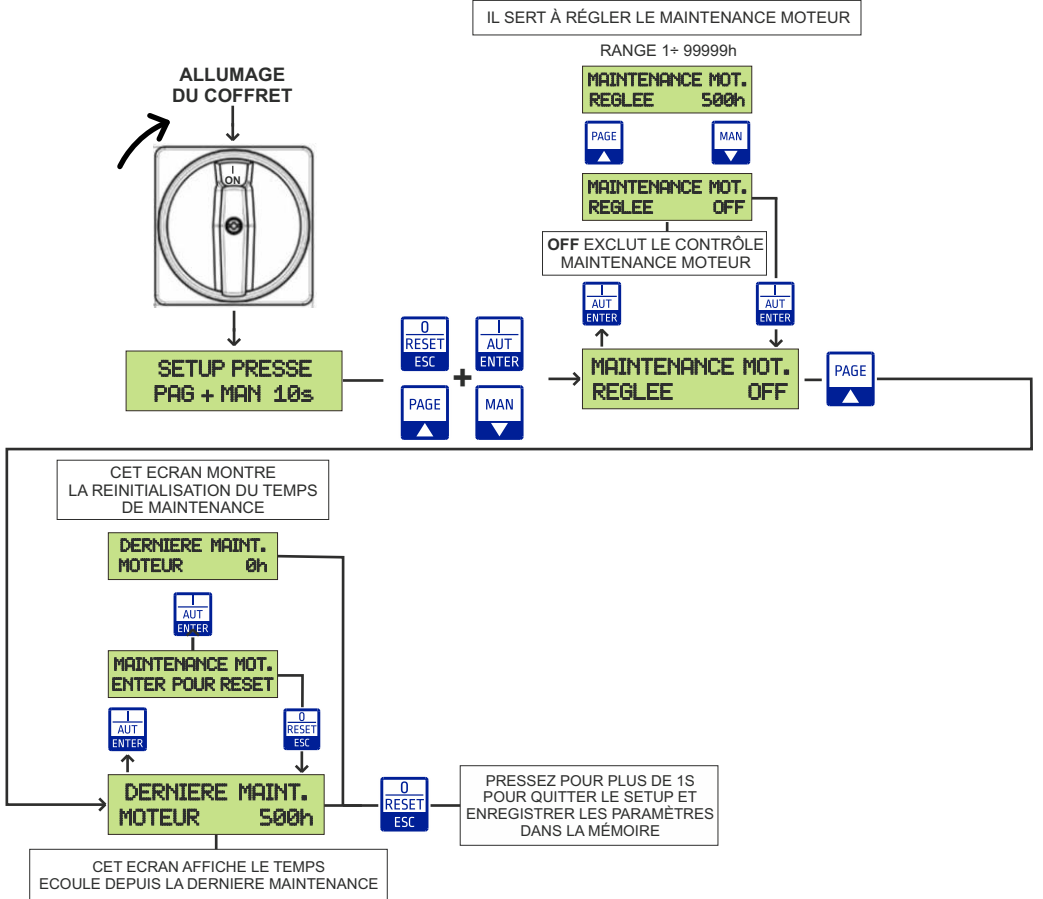 IL SERT À RÉGLER LE MAINTENANCE MOTEUR
RANGE 1÷ 99999h
MAINTENANCE MOT.
REGLEE 500h
PAGE
MAN
MAINTENANCE MOT.
REGLEE OFF
OFF EXCLUT LE CONTRÔLE
MAINTENANCE MOTEUR
I
AUT
ENTER
I
AUT
ENTER
ALLUMAGE
DU COFFRET
I
ON
SETUP PRESSE
PAG + MAN 10s
0
RESET
ESC
I
AUT
ENTER
+
PAGE
MAN
MAINTENANCE MOT.
REGLEE OFF
PAGE
CET ECRAN MONTRE
LA REINITIALISATION DU TEMPS
DE MAINTENANCE
DERNIERE MAINT.
MOTEUR 0h
I
AUT
ENTER
MAINTENANCE MOT.
ENTER POUR RESET
I
AUT
ENTER
0
RESET
ESC
DERNIERE MAINT.
MOTEUR 500h
0
RESET
ESC
PRESSEZ POUR PLUS DE 1S
POUR QUITTER LE SETUP ET
ENREGISTRER LES PARAMÈTRES
DANS LA MÉMOIRE
CET ECRAN AFFICHE LE TEMPS
ECOULE DEPUIS LA DERNIERE MAINTENANCE